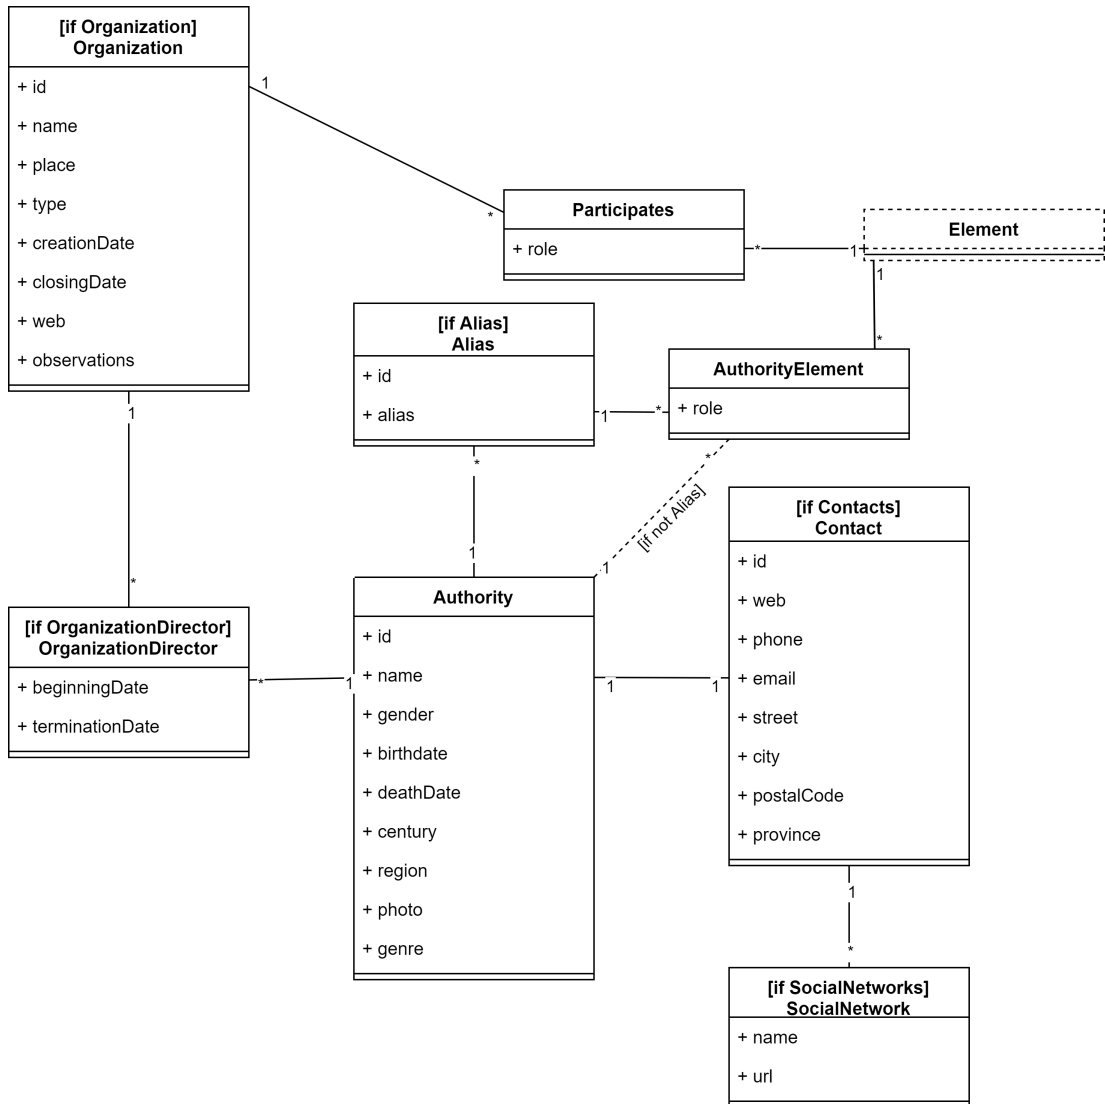 [if Organization]
Organization
+ id
+ name
+ place
+ type
+ creationDate
+ closingDate
+ web
+ observations
1
*
Participates
+ role
*
1
Element
1
*
[if Alias]
Alias
+ id
+ alias
1
*
AuthorityElement
+ role
*
[if not Alias]
1
*
1
1
*
[if OrganizationDirector]
OrganizationDirector
+ beginningDate
+ terminationDate
*
1
Authority
+ id
+ name
+ gender
+ birthdate
+ deathDate
+ century
+ region
+ photo
+ genre
1
1
[if Contacts]
Contact
+ id
+ web
+ phone
+ email
+ street
+ city
+ postalCode
+ province
1
*
[if SocialNetworks]
SocialNetwork
+ name
+ url